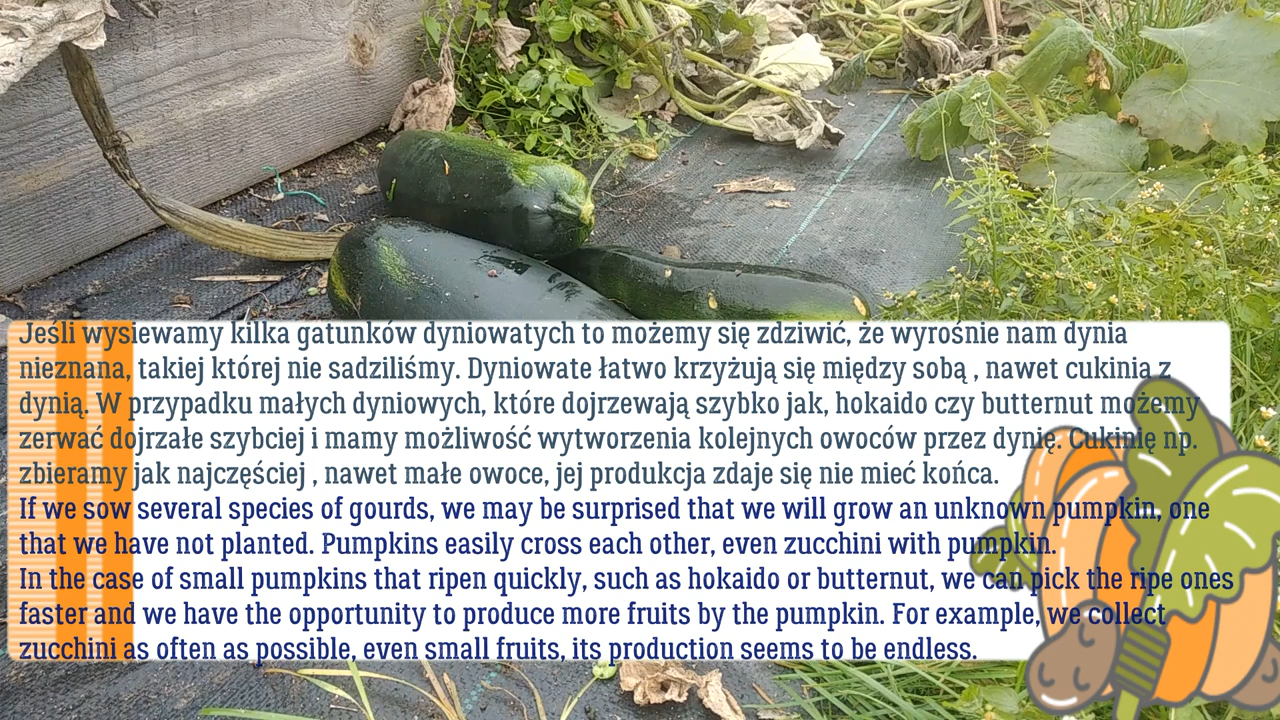 Jeśli wysiewamy kilka gatunków dyniowatych to możemy się zdziwić, że wyrośnie nam dynia
nieznana, takiej której nie sadziliśmy. Dyniowate łatwo krzyżują się między sobą , nawet cukinia z
dynią. W przypadku małych dyniowych, które dojrzewają szybko jak, hokaido czy butternut możemy
zerwać dojrzałe szybciej i mamy możliwość wytworzenia kolejnych owoców przez dynię. Cukinię np.
zbieramy jak najczęściej , nawet małe owoce, jej produkcja zdaje się nie mieć końca.
If we sow several species of gourds, we may be surprised that we will grow an unknown pumpkin, one
that we have not planted. Pumpkins easily cross each other, even zucchini with pumpkin.
In the case of small pumpkins that ripen quickly, such as hokaido or butternut, we can pick the ripe ones
faster and we have the opportunity to produce more fruits by the pumpkin. For example, we collect
zucchini as often as possible, even small fruits, its production seems to be endless.